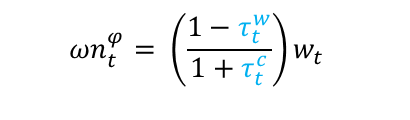 ωn_t^φ = ((1 − τ_t^w)/(1 + τ_t^c)) w_t